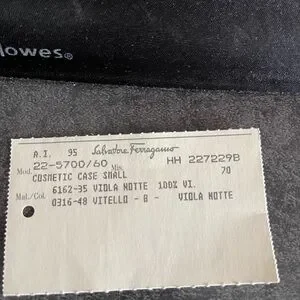 lowes®
A.I. 95 Salvatore Ferragamo
Mod. 22-5700/60 Mis. HH 227229B
COSMETIC CASE SMALL 70
Mat./Col. 6162-35 VIOLA NOTTE 100% VI.
0316-48 VITELLO - B - VIOLA NOTTE